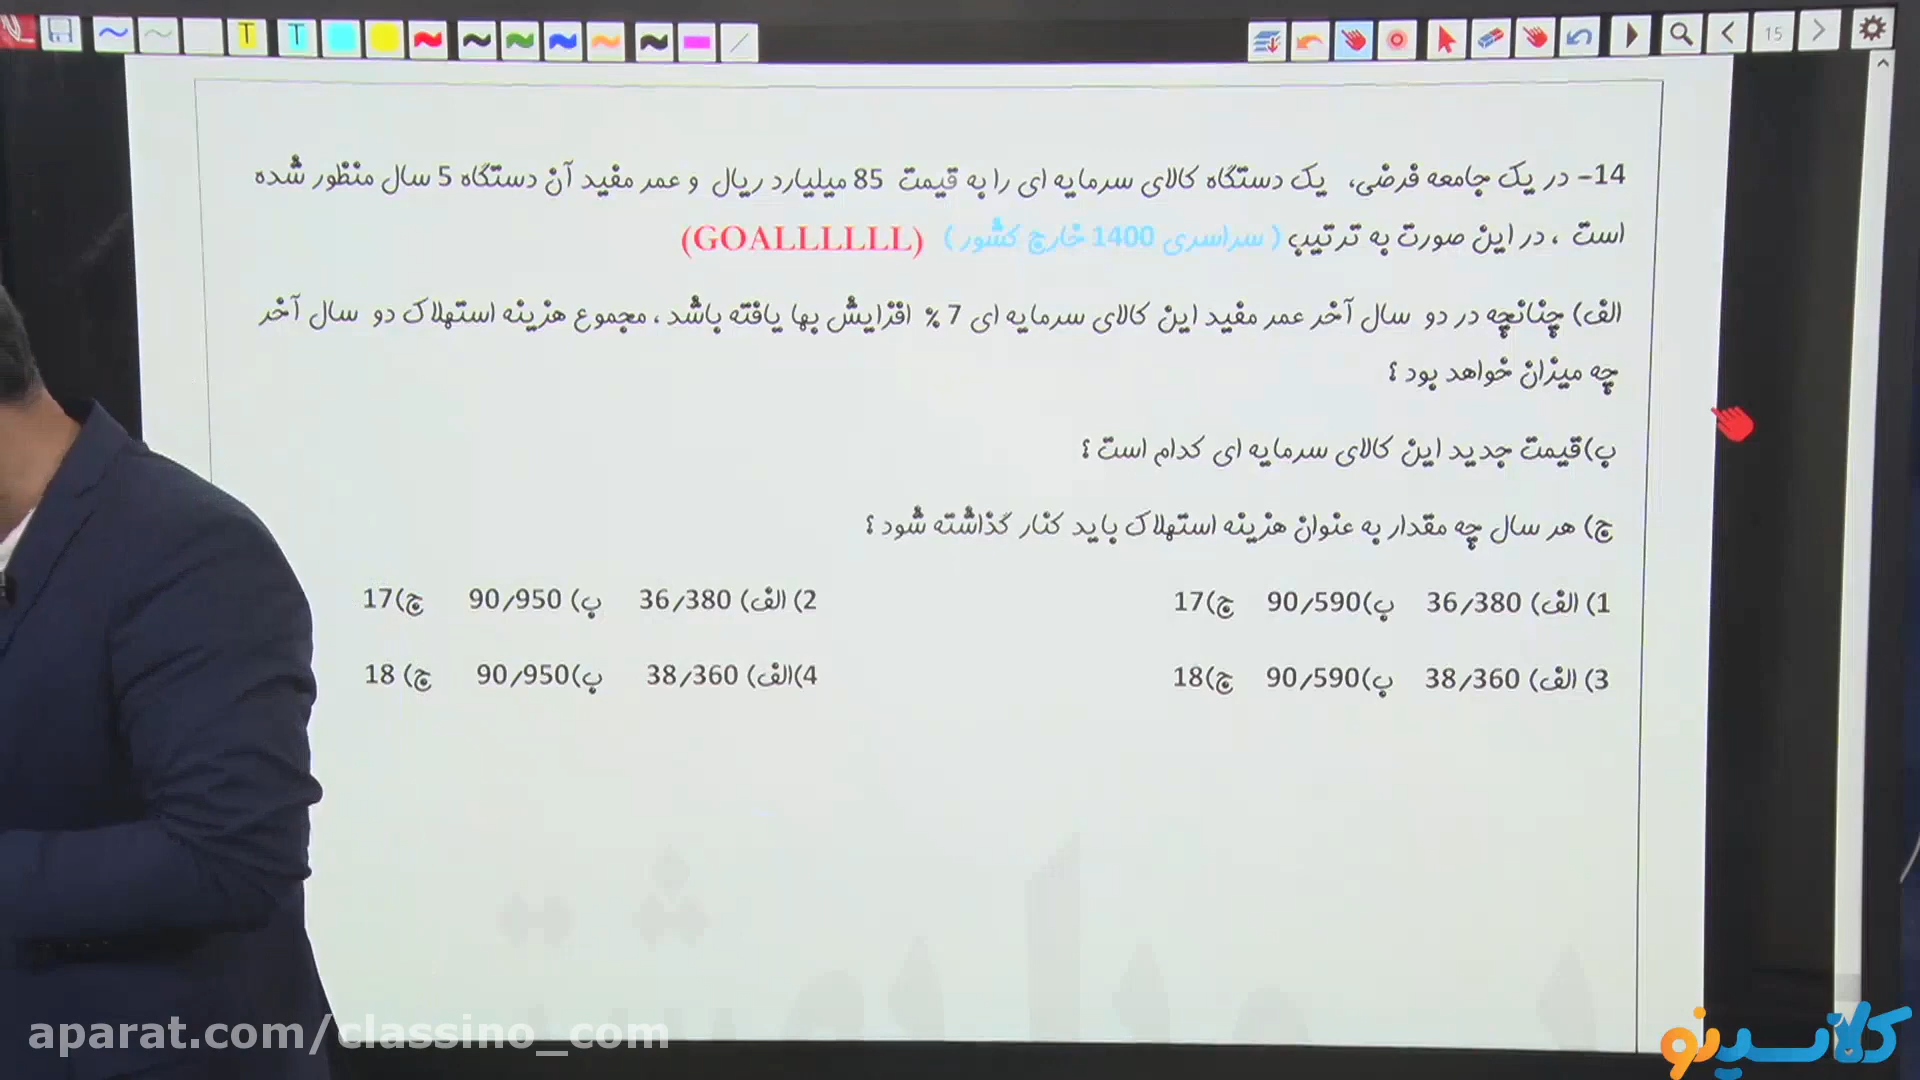 T T 15
14- در یک جامعه فرضی، یک دستگاه کالای سرمایه ای را به قیمت 85 میلیارد ریال و عمر مفید آن دستگاه 5 سال منظور شده
است ، در این صورت به ترتیب ( سراسری 1400 خارج کشور ) (GOALLLLLL)
الف) چنانچه در دو سال آخر عمر مفید این کالای سرمایه ای 7 % افزایش بها یافته باشد ، مجموع هزینه استهلاک دو سال آخر
چه میزان خواهد بود ؟
ب)قیمت جدید این کالای سرمایه ای کدام است ؟
ج) هر سال چه مقدار به عنوان هزینه استهلاک باید کنار گذاشته شود ؟
1) الف) 36/380 ب)90/590 ج)17 2) الف) 36/380 ب) 90/950 ج)17
3) الف) 38/360 ب)90/590 ج)18 4)الف) 38/360 ب)90/950 ج) 18
aparat.com/classino_com
کلاسینو